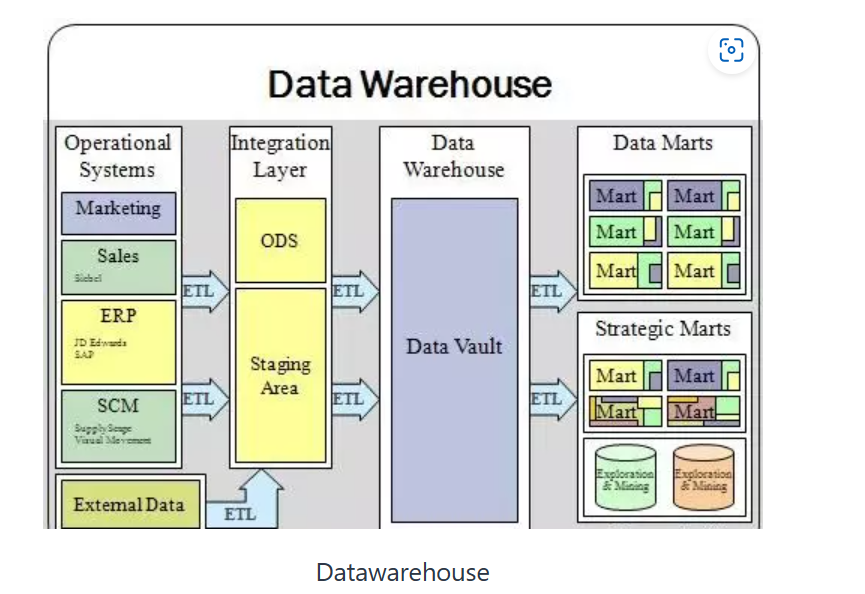 Data Warehouse
Operational
Systems
Marketing
Sales
Siebel
ERP
JD Edwards
SAP
SCM
Visual Movement
External Data
ETL
ETL
ETL
Integration
Layer
ODS
Staging
Area
ETL
ETL
Data
Warehouse
Data Vault
ETL
ETL
Data Marts
Mart
Mart
Mart
Mart
Mart
Mart
Strategic Marts
Mart
Mart
Mart
Mart
Exploration
& Mining
Exploration
& Mining
Datawarehouse